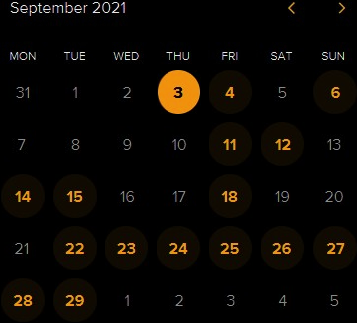 September 2021 < >
MON TUE WED THU FRI SAT SUN
31 1 2 3 4 5 6
7 8 9 10 11 12 13
14 15 16 17 18 19 20
21 22 23 24 25 26 27
28 29 1 2 3 4 5